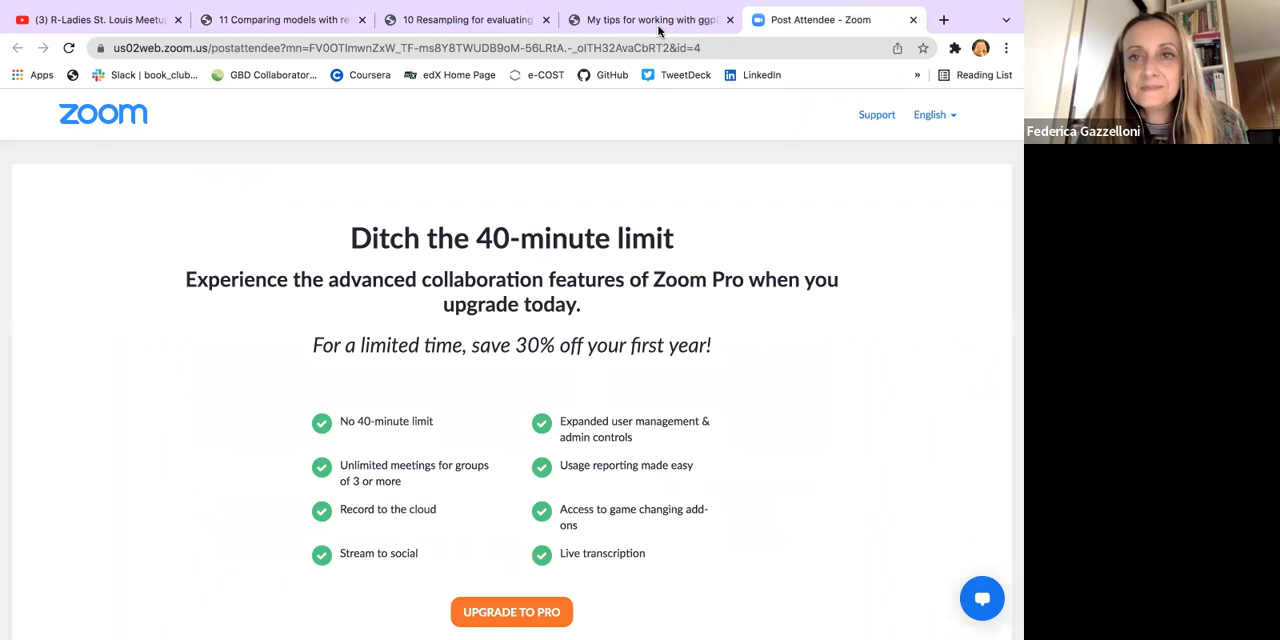 (3) R-Ladies St. Louis Meetu
11 Comparing models with re
10 Resampling for evaluating
My tips for working with ggp
Post Attendee - Zoom
us02web.zoom.us/postattendee?mn=FV0OTImwnZxW_TF-ms8Y8TWUDB9oM-56LRtA.-_oITH32AvaCbRT2&id=4
Apps
Slack | book_club...
GBD Collaborator...
Coursera
edX Home Page
e-COST
GitHub
TweetDeck
LinkedIn
»
Reading List
zoom
Support
English
Federica Gazzelloni
Ditch the 40-minute limit
Experience the advanced collaboration features of Zoom Pro when you
upgrade today.
For a limited time, save 30% off your first year!
No 40-minute limit
Expanded user management &
admin controls
Unlimited meetings for groups
of 3 or more
Usage reporting made easy
Record to the cloud
Access to game changing add-
ons
Stream to social
Live transcription
UPGRADE TO PRO